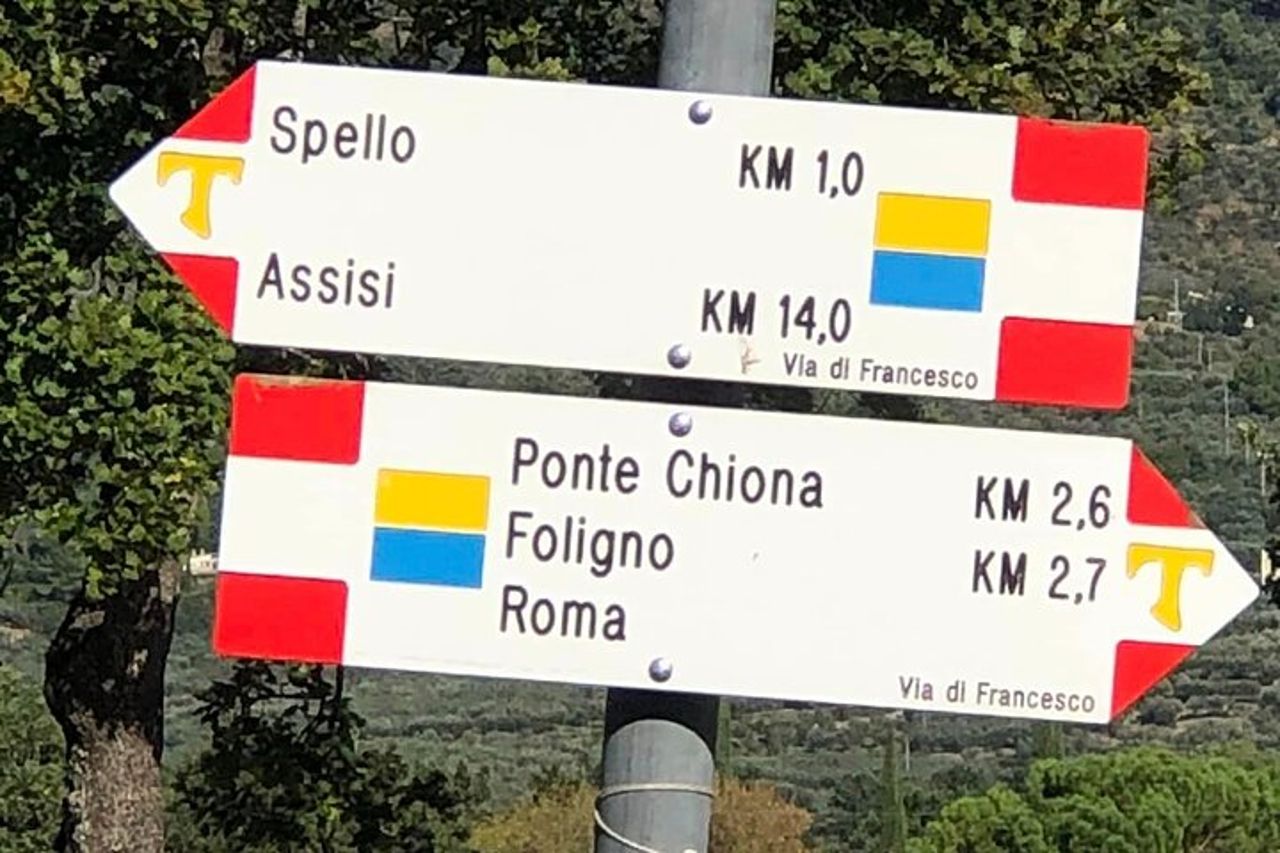 Spello KM 1,0
Assisi KM 14,0
Via di Francesco
Ponte Chiona KM 2,6
Foligno KM 2,7
Roma
Via di Francesco